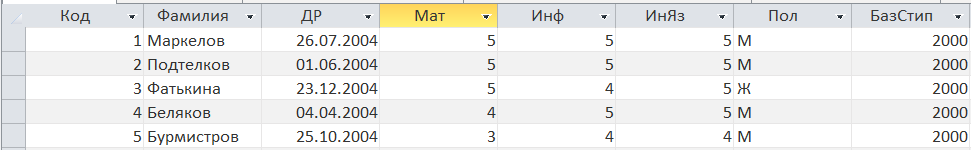 Код Фамилия ДР Мат Инф ИнЯз Пол БазСтип
1 Маркелов 26.07.2004 5 5 5 М 2000
2 Подтелков 01.06.2004 5 5 5 М 2000
3 Фатькина 23.12.2004 5 4 5 Ж 2000
4 Беляков 04.04.2004 4 5 5 М 2000
5 Бурмистров 25.10.2004 3 4 4 М 2000